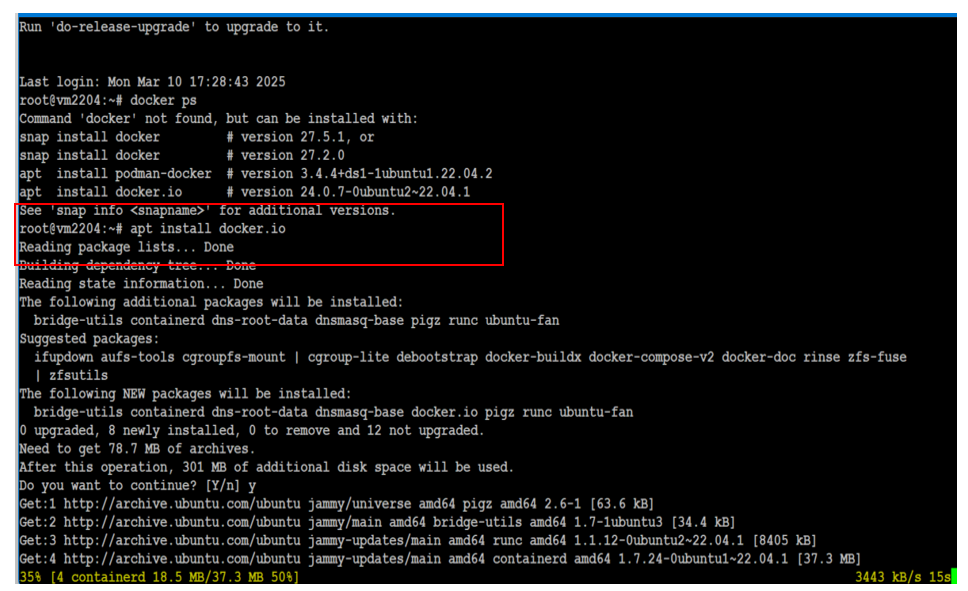 Run 'do-release-upgrade' to upgrade to it.
Last login: Mon Mar 10 17:28:43 2025
root@vm2204:~# docker ps
Command 'docker' not found, but can be installed with:
snap install docker         # version 27.5.1, or
snap install docker         # version 27.2.0
apt  install podman-docker  # version 3.4.4+ds1-1ubuntu1.22.04.2
apt  install docker.io      # version 24.0.7-0ubuntu2~22.04.1
See 'snap info <snapname>' for additional versions.
root@vm2204:~# apt install docker.io
Reading package lists... Done
Building dependency tree... Done
Reading state information... Done
The following additional packages will be installed:
  bridge-utils containerd dns-root-data dnsmasq-base pigz runc ubuntu-fan
Suggested packages:
  ifupdown aufs-tools cgroupfs-mount | cgroup-lite debootstrap docker-buildx docker-compose-v2 docker-doc rinse zfs-fuse
  | zfsutils
The following NEW packages will be installed:
  bridge-utils containerd dns-root-data dnsmasq-base docker.io pigz runc ubuntu-fan
0 upgraded, 8 newly installed, 0 to remove and 12 not upgraded.
Need to get 78.7 MB of archives.
After this operation, 301 MB of additional disk space will be used.
Do you want to continue? [Y/n] y
Get:1 http://archive.ubuntu.com/ubuntu jammy/universe amd64 pigz amd64 2.6-1 [63.6 kB]
Get:2 http://archive.ubuntu.com/ubuntu jammy/main amd64 bridge-utils amd64 1.7-1ubuntu3 [34.4 kB]
Get:3 http://archive.ubuntu.com/ubuntu jammy-updates/main amd64 runc amd64 1.1.12-0ubuntu2~22.04.1 [8405 kB]
Get:4 http://archive.ubuntu.com/ubuntu jammy-updates/main amd64 containerd amd64 1.7.24-0ubuntu1~22.04.1 [37.3 MB]
35% [4 containerd 18.5 MB/37.3 MB 50%] 3443 kB/s 15s